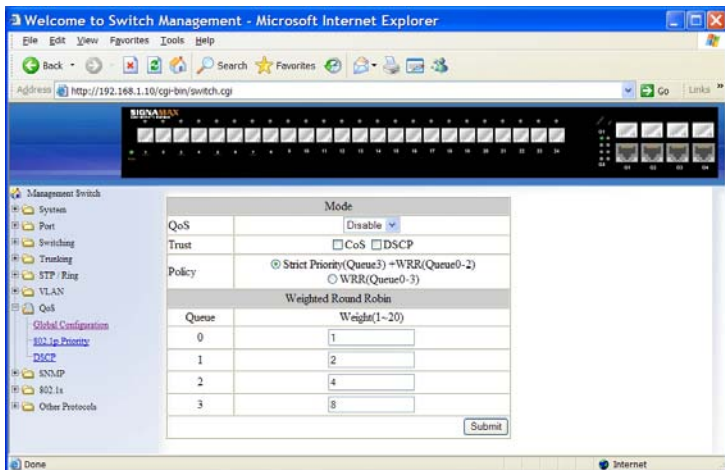 Welcome to Switch Management - Microsoft Internet Explorer
File Edit View Favorites Tools Help
Back Search Favorites
Address http://192.168.1.10/cgi-bin/switch.cgi Go Links »
SIGNAMAX
Management Switch
System
Port
Switching
Trunking
STP / Ring
VLAN
QoS
Global Configuration
802.1p Priority
DSCP
SNMP
802.1x
Other Protocols
Mode
QoS Disable
Trust CoS DSCP
Policy Strict Priority(Queue3) +WRR(Queue0-2)
WRR(Queue0-3)
Weighted Round Robin
Queue Weight(1~20)
0 1
1 2
2 4
3 8
Submit
Done Internet